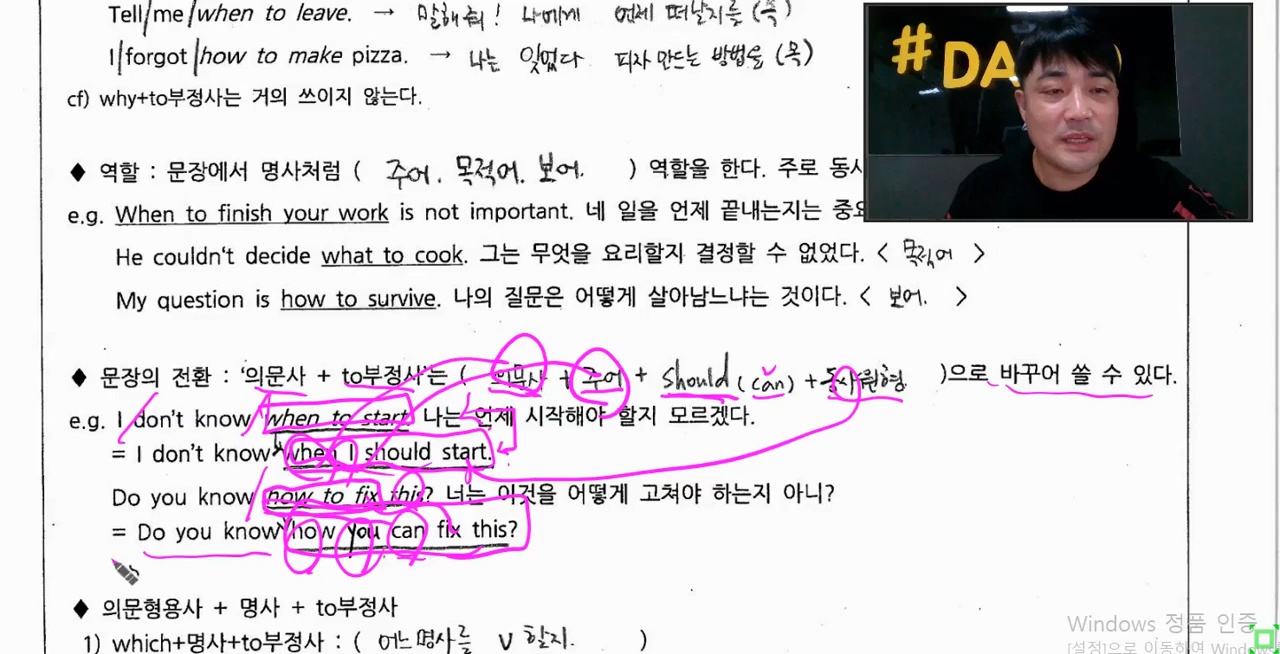 Tell/me/when to leave. → 말해줘! 나에게 언제 떠날지를 (목)
I/forgot/how to make pizza. → 나는 잊었다 피자 만드는 방법을 (목)
cf) why+to부정사는 거의 쓰이지 않는다.
#DA
◆ 역할 : 문장에서 명사처럼 ( 주어, 목적어, 보어. ) 역할을 한다. 주로 동사
e.g. When to finish your work is not important. 네 일을 언제 끝내는지는 중요
He couldn't decide what to cook. 그는 무엇을 요리할지 결정할 수 없었다. < 목적어 >
My question is how to survive. 나의 질문은 어떻게 살아남느냐는 것이다. < 보어. >
◆ 문장의 전환 : '의문사 + to부정사'는 ( 의문사 + 주어 + should (can) + 동사원형 )으로 바꾸어 쓸 수 있다.
e.g. I don't know when to start. 나는 언제 시작해야 할지 모르겠다.
= I don't know when I should start.
Do you know how to fix this? 너는 이것을 어떻게 고쳐야 하는지 아니?
= Do you know how you can fix this?
◆ 의문형용사 + 명사 + to부정사
1) which+명사+to부정사 : ( 어느 명사를 V 할지. )
Windows 정품 인증
[설정]으로 이동하여 Windows